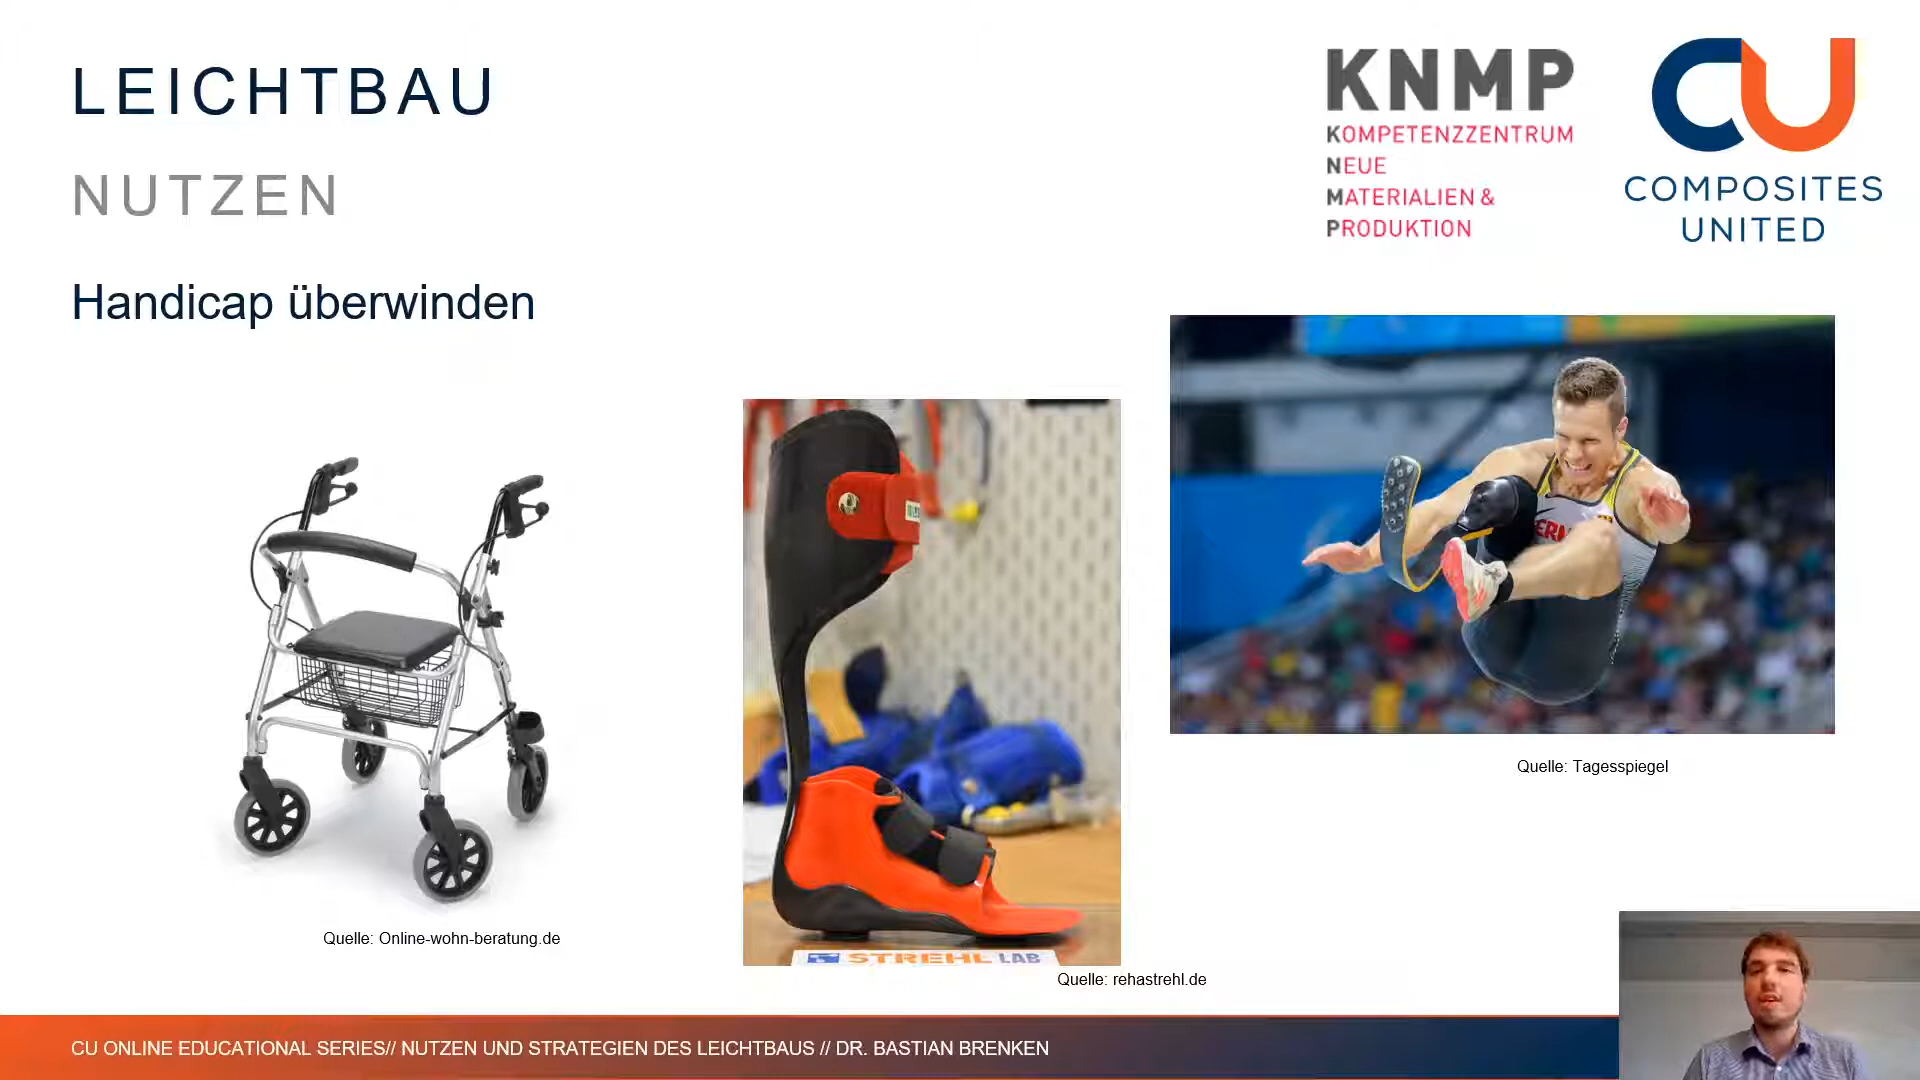 LEICHTBAU
NUTZEN
Handicap überwinden
KNMP
KOMPETENZZENTRUM
NEUE
MATERIALIEN &
PRODUKTION
CU
COMPOSITES
UNITED
Quelle: Tagesspiegel
Quelle: Online-wohn-beratung.de
STREHL LAB
Quelle: rehastrehl.de
CU ONLINE EDUCATIONAL SERIES// NUTZEN UND STRATEGIEN DES LEICHTBAUS // DR. BASTIAN BRENKEN